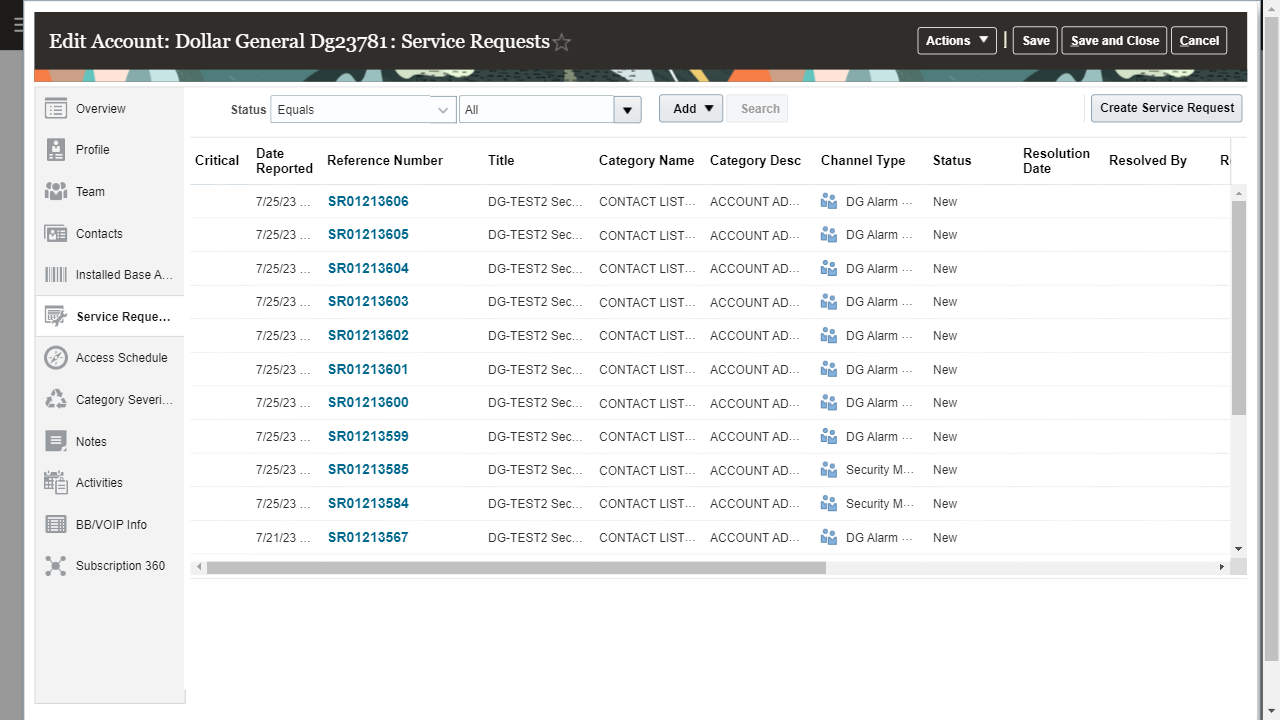 Edit Account: Dollar General Dg23781: Service Requests
Actions Save Save and Close Cancel
Overview
Profile
Team
Contacts
Installed Base A...
Service Reque...
Access Schedule
Category Severi...
Notes
Activities
BB/VOIP Info
Subscription 360
Status Equals All Add Search Create Service Request
Critical Date Reported Reference Number Title Category Name Category Desc Channel Type Status Resolution Date Resolved By
7/25/23 ... SR01213606 DG-TEST2 Sec... CONTACT LIST... ACCOUNT AD... DG Alarm ... New
7/25/23 ... SR01213605 DG-TEST2 Sec... CONTACT LIST... ACCOUNT AD... DG Alarm ... New
7/25/23 ... SR01213604 DG-TEST2 Sec... CONTACT LIST... ACCOUNT AD... DG Alarm ... New
7/25/23 ... SR01213603 DG-TEST2 Sec... CONTACT LIST... ACCOUNT AD... DG Alarm ... New
7/25/23 ... SR01213602 DG-TEST2 Sec... CONTACT LIST... ACCOUNT AD... DG Alarm ... New
7/25/23 ... SR01213601 DG-TEST2 Sec... CONTACT LIST... ACCOUNT AD... DG Alarm ... New
7/25/23 ... SR01213600 DG-TEST2 Sec... CONTACT LIST... ACCOUNT AD... DG Alarm ... New
7/25/23 ... SR01213599 DG-TEST2 Sec... CONTACT LIST... ACCOUNT AD... DG Alarm ... New
7/25/23 ... SR01213585 DG-TEST2 Sec... CONTACT LIST... ACCOUNT AD... Security M... New
7/25/23 ... SR01213584 DG-TEST2 Sec... CONTACT LIST... ACCOUNT AD... Security M... New
7/21/23 ... SR01213567 DG-TEST2 Sec... CONTACT LIST... ACCOUNT AD... DG Alarm ... New